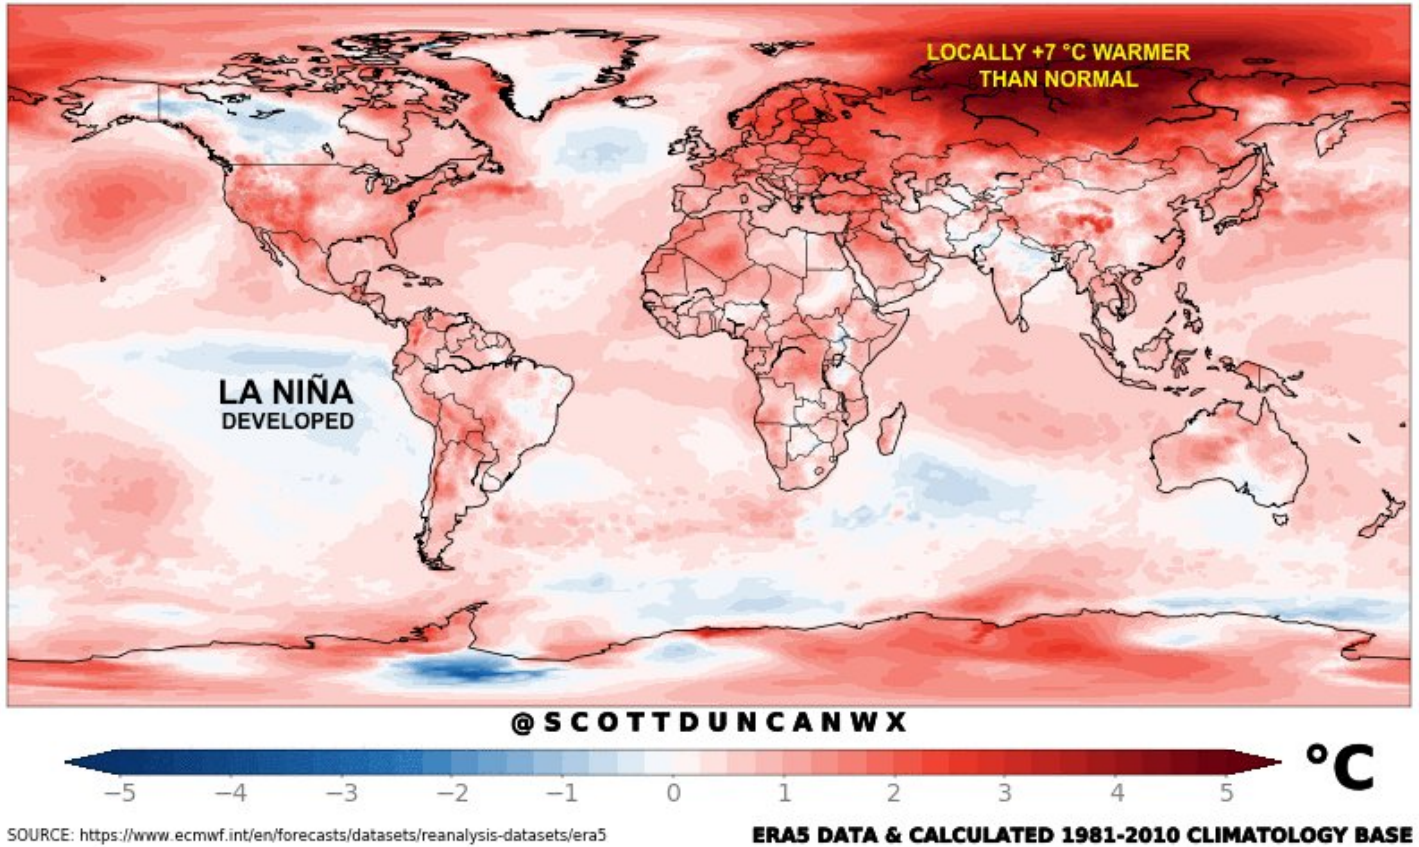 LOCALLY +7 °C WARMER
THAN NORMAL
LA NIÑA
DEVELOPED
@SCOTTDUNCANWX
°C
−5 −4 −3 −2 −1 0 1 2 3 4 5
SOURCE: https://www.ecmwf.int/en/forecasts/datasets/reanalysis-datasets/era5
ERA5 DATA & CALCULATED 1981-2010 CLIMATOLOGY BASE